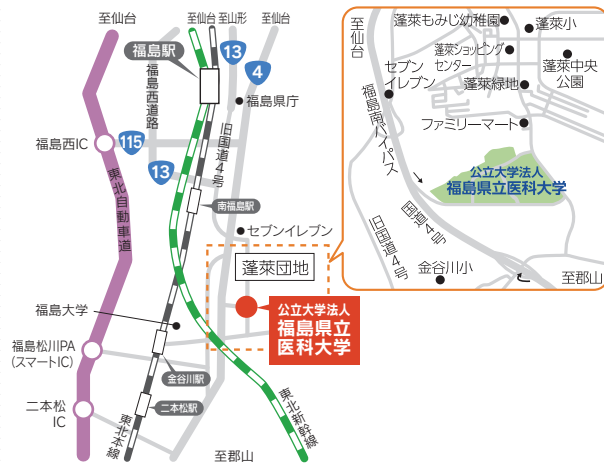 至仙台
至仙台
至山形
至仙台
福島駅
13
4
福島西道路
福島県庁
旧国道4号
福島西IC
115
13
東北自動車道
南福島駅
セブンイレブン
蓬萊団地
福島大学
公立大学法人
福島県立
医科大学
福島松川PA
(スマートIC)
金谷川駅
二本松
IC
二本松駅
東北本線
至郡山
東北新幹線
至仙台
蓬萊もみじ幼稚園
蓬萊小
蓬萊ショッピング
センター
蓬萊中央
公園
セブン
イレブン
蓬萊緑地
福島南バイパス
ファミリーマート
公立大学法人
福島県立医科大学
旧国道4号
国道4号
金谷川小
至郡山